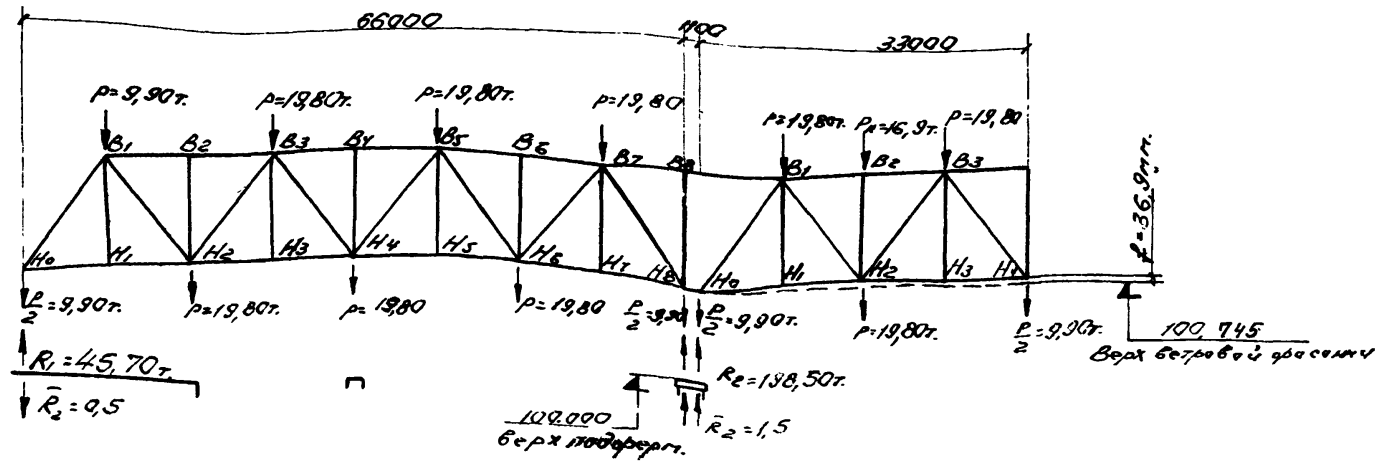 66000
1100
33000
P=9,90т.
P=19,80т.
P=19,80т.
P=19,80
P=19,80т.
Pл=16,9т.
P=19,80
B1
B2
B3
B4
B5
B6
B7
B8
B1
B2
B3
f=36,9мм.
H0
H1
H2
H3
H4
H5
H6
H7
H8
H0
H1
H2
H3
H4
P/2=9,90т.
P=19,80т.
P=19,80
P=19,80
P/2=9,90
P/2=9,90т.
P=19,80т.
P/2=9,90т.
100,745
Верх ветровой фасонки
R1=45,70т.
R2=198,50т.
R̄2=0,5
100.000
верх подферм.
R̄2=1,5